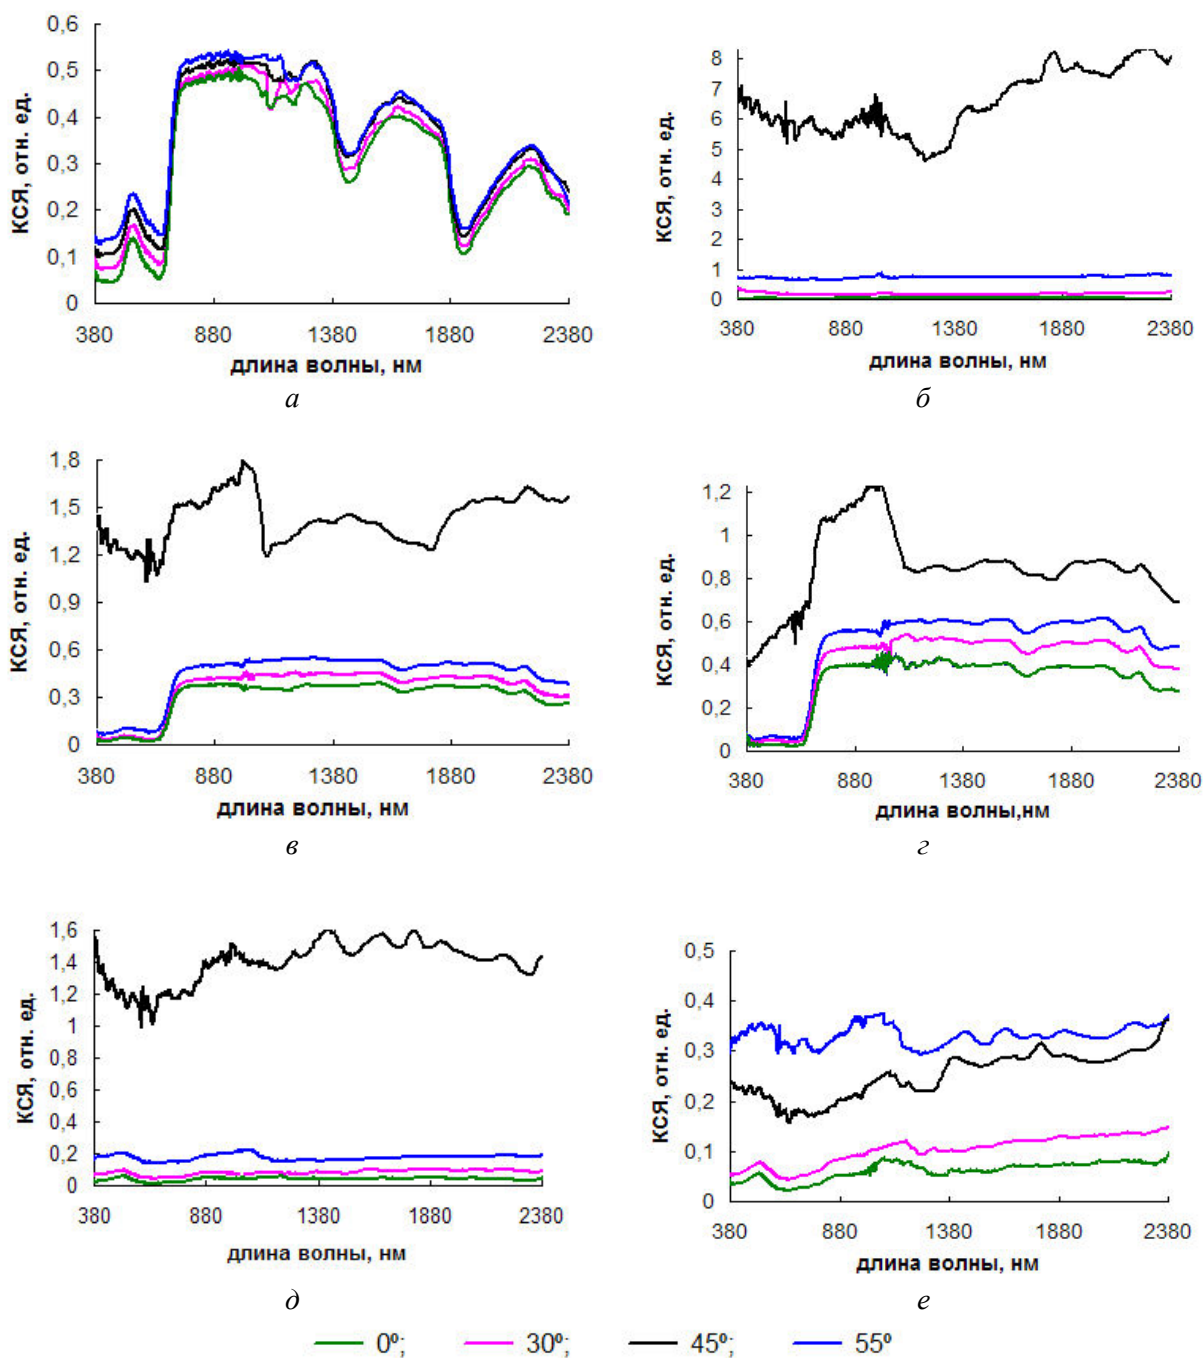 0,6
0,5
0,4
0,3
0,2
0,1
0
КСЯ, отн. ед.
380 880 1380 1880 2380
длина волны, нм
а
8
7
6
5
4
3
2
1
0
КСЯ, отн. ед.
380 880 1380 1880 2380
длина волны, нм
б
1,8
1,5
1,2
0,9
0,6
0,3
0
КСЯ, отн. ед.
380 880 1380 1880 2380
длина волны, нм
в
1,2
1
0,8
0,6
0,4
0,2
0
КСЯ, отн. ед.
380 880 1380 1880 2380
длина волны,нм
г
1,6
1,4
1,2
1
0,8
0,6
0,4
0,2
0
КСЯ, отн. ед.
380 880 1380 1880 2380
длина волны, нм
д
0,5
0,4
0,3
0,2
0,1
0
КСЯ, отн. ед.
380 880 1380 1880 2380
длина волны, нм
е
0º; 30º; 45º; 55º